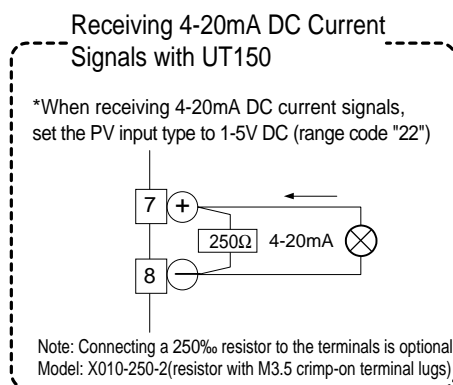 Receiving 4-20mA DC Current
Signals with UT150
*When receiving 4-20mA DC current signals,
set the PV input type to 1-5V DC (range code "22")
7 +
250Ω 4-20mA
8 −
Note: Connecting a 250‰ resistor to the terminals is optional
Model: X010-250-2(resistor with M3.5 crimp-on terminal lugs)